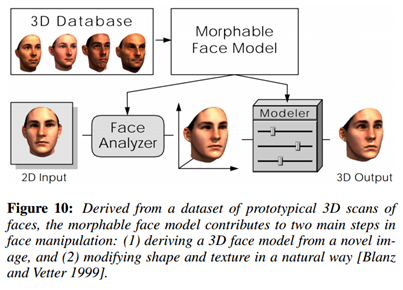 3D Database
Morphable
Face Model
Modeler
Face
Analyzer
2D Input
3D Output
Figure 10: Derived from a dataset of prototypical 3D scans of
faces, the morphable face model contributes to two main steps in
face manipulation: (1) deriving a 3D face model from a novel im-
age, and (2) modifying shape and texture in a natural way [Blanz
and Vetter 1999].